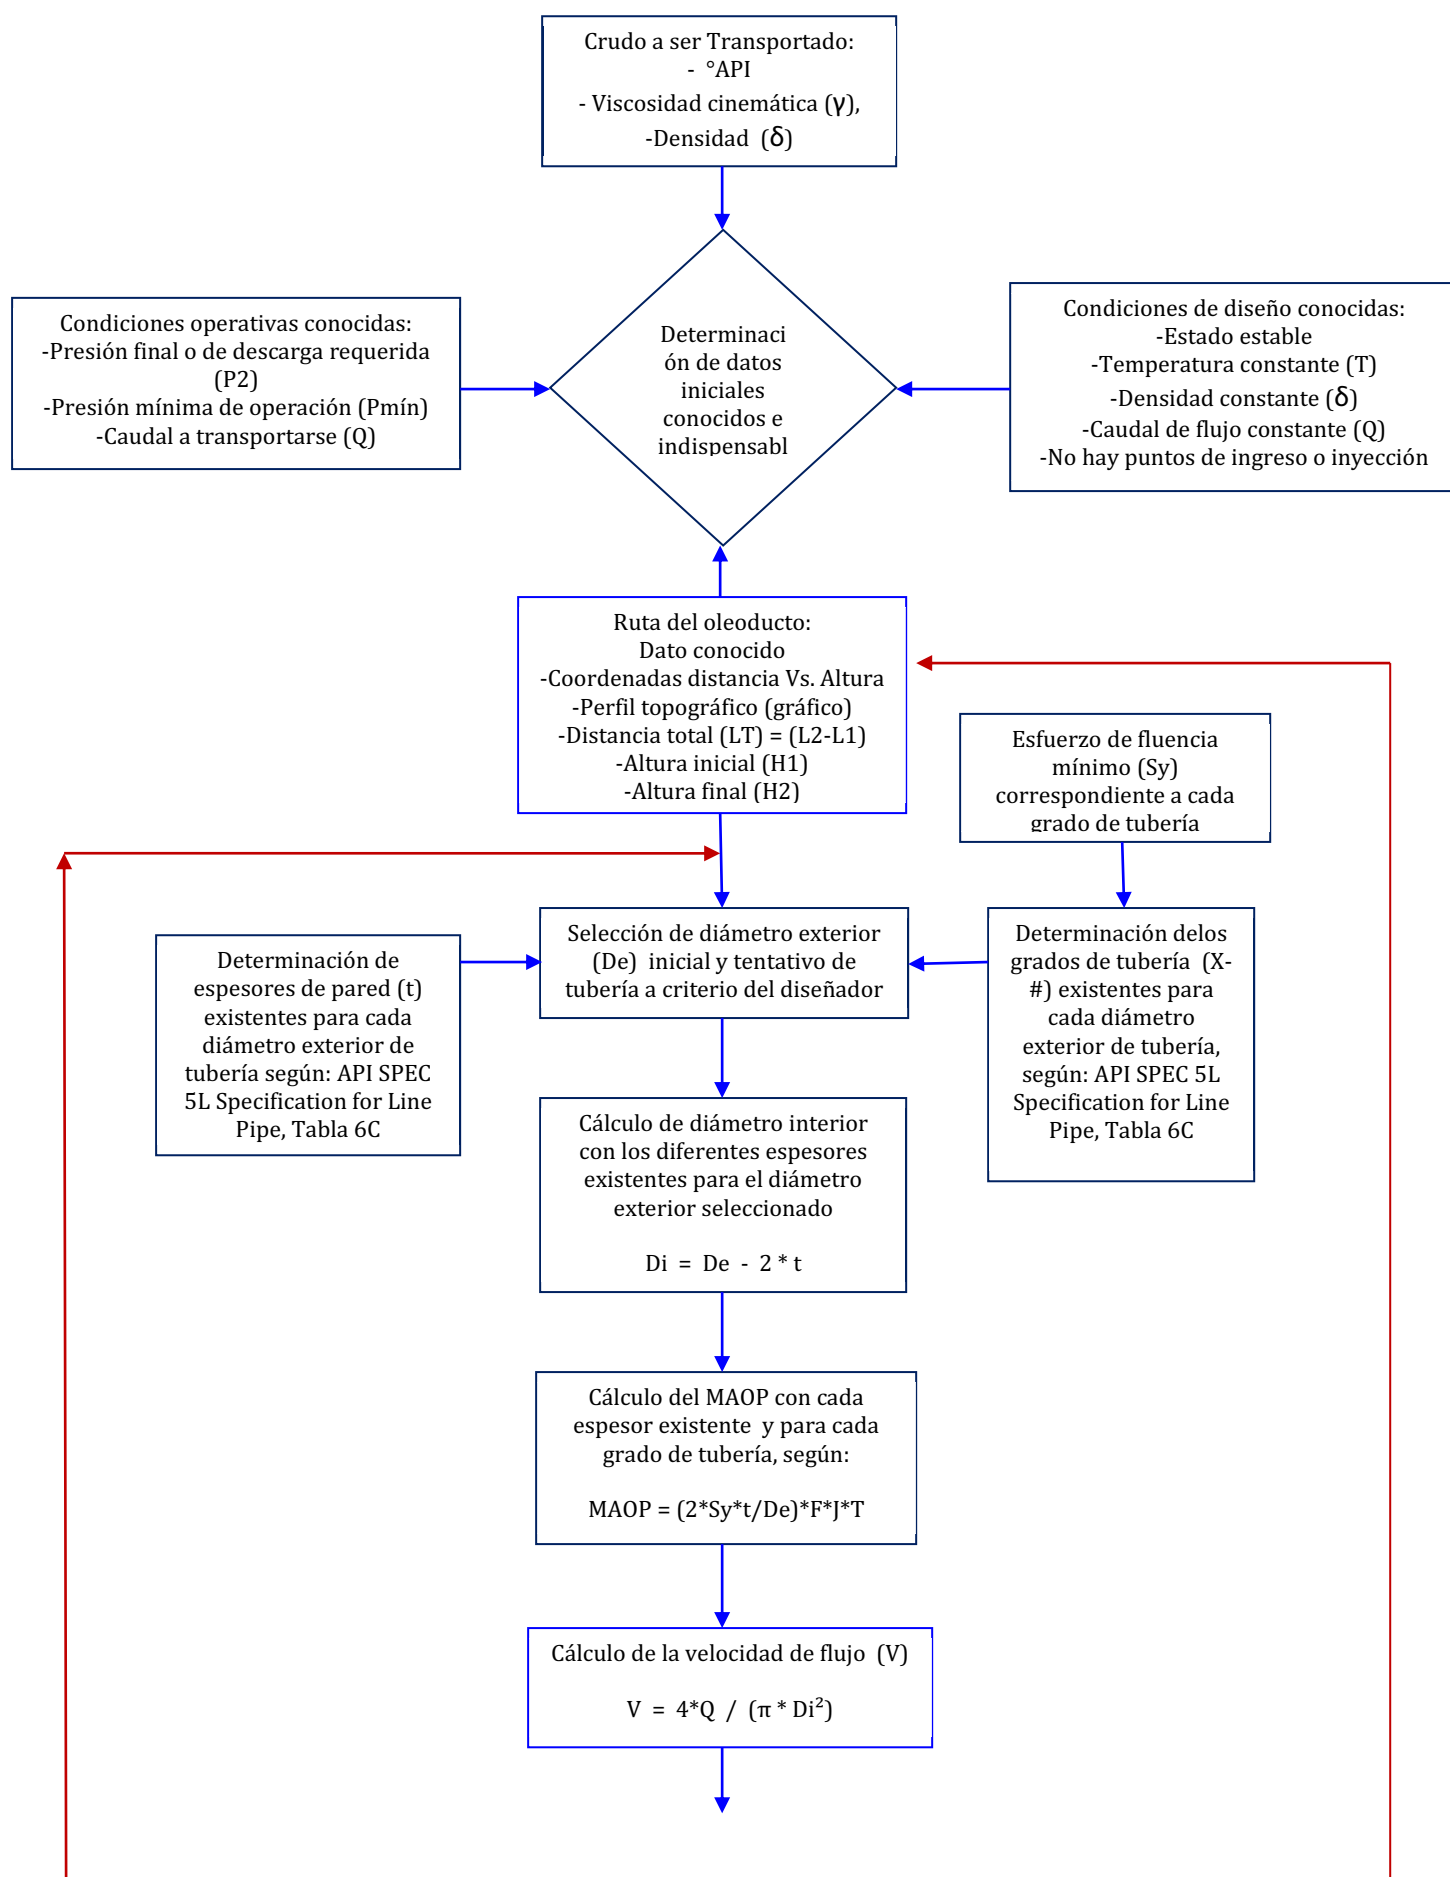 Crudo a ser Transportado:
- °API
- Viscosidad cinemática (γ),
-Densidad (δ)
Condiciones operativas conocidas:
-Presión final o de descarga requerida
(P2)
-Presión mínima de operación (Pmín)
-Caudal a transportarse (Q)
Determinaci
ón de datos
iniciales
conocidos e
indispensabl
Condiciones de diseño conocidas:
-Estado estable
-Temperatura constante (T)
-Densidad constante (δ)
-Caudal de flujo constante (Q)
-No hay puntos de ingreso o inyección
Ruta del oleoducto:
Dato conocido
-Coordenadas distancia Vs. Altura
-Perfil topográfico (gráfico)
-Distancia total (LT) = (L2-L1)
-Altura inicial (H1)
-Altura final (H2)
Esfuerzo de fluencia
mínimo (Sy)
correspondiente a cada
grado de tubería
Determinación de
espesores de pared (t)
existentes para cada
diámetro exterior de
tubería según: API SPEC
5L Specification for Line
Pipe, Tabla 6C
Selección de diámetro exterior
(De) inicial y tentativo de
tubería a criterio del diseñador
Determinación delos
grados de tubería (X-
#) existentes para
cada diámetro
exterior de tubería,
según: API SPEC 5L
Specification for Line
Pipe, Tabla 6C
Cálculo de diámetro interior
con los diferentes espesores
existentes para el diámetro
exterior seleccionado
Di = De - 2 * t
Cálculo del MAOP con cada
espesor existente y para cada
grado de tubería, según:
MAOP = (2*Sy*t/De)*F*J*T
Cálculo de la velocidad de flujo (V)
V = 4*Q / (π * Di²)